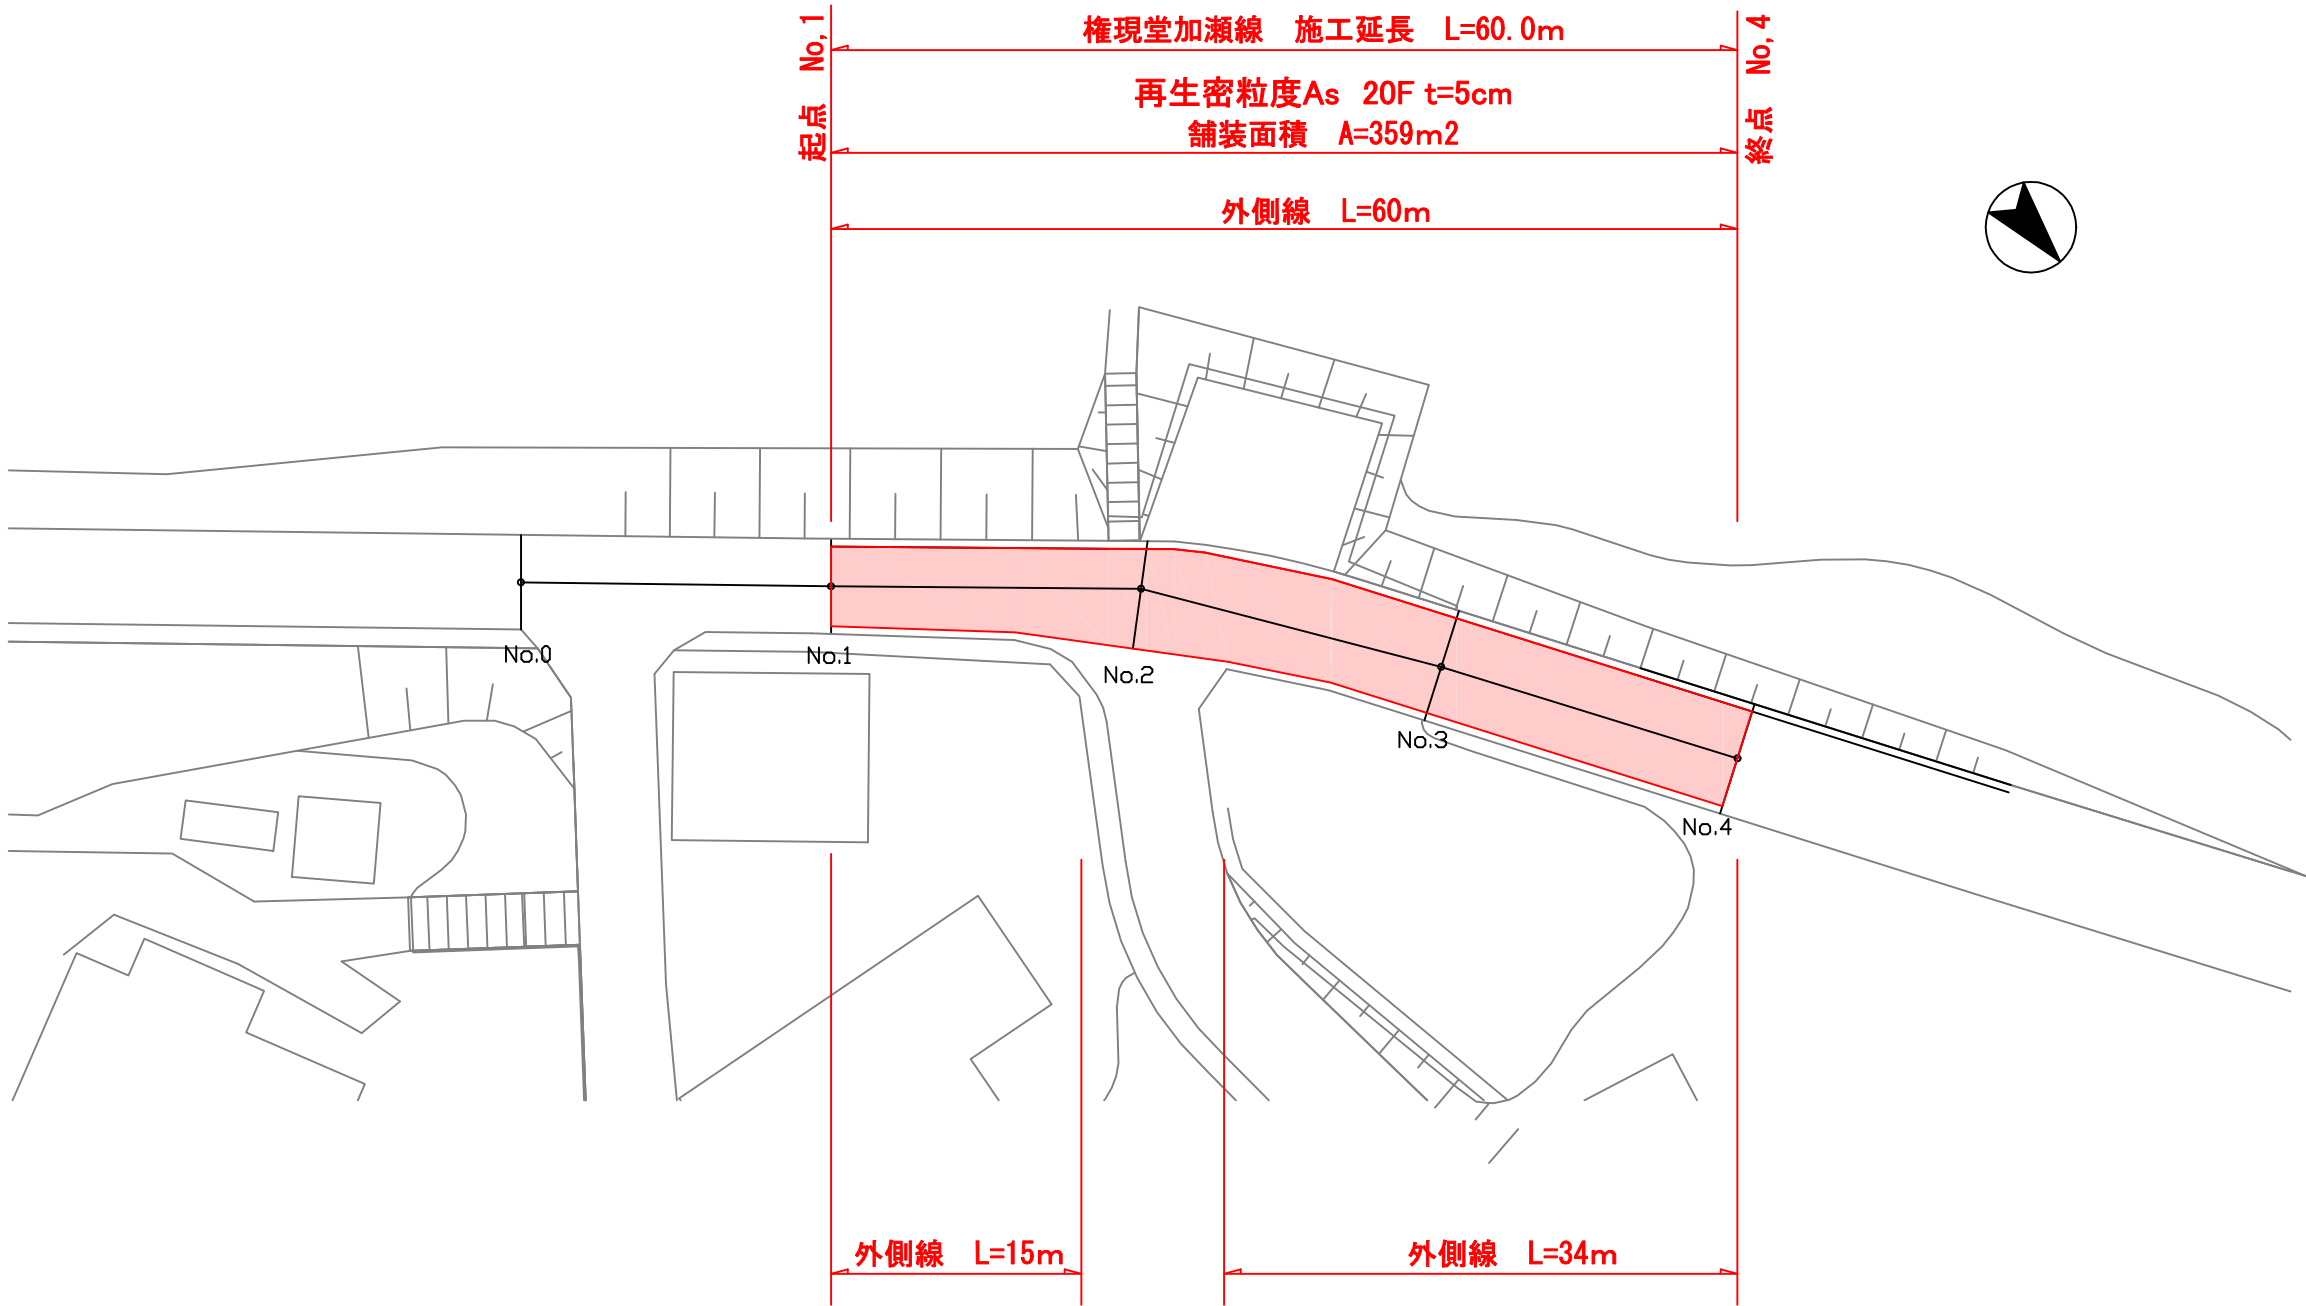 権現堂加瀬線　施工延長　L=60.0m
再生密粒度As　20F t=5cm
舗装面積　A=359m2
外側線　L=60m
起点　No,1
終点　No,4
No.0
No.1
No.2
No.3
No.4
外側線　L=15m
外側線　L=34m